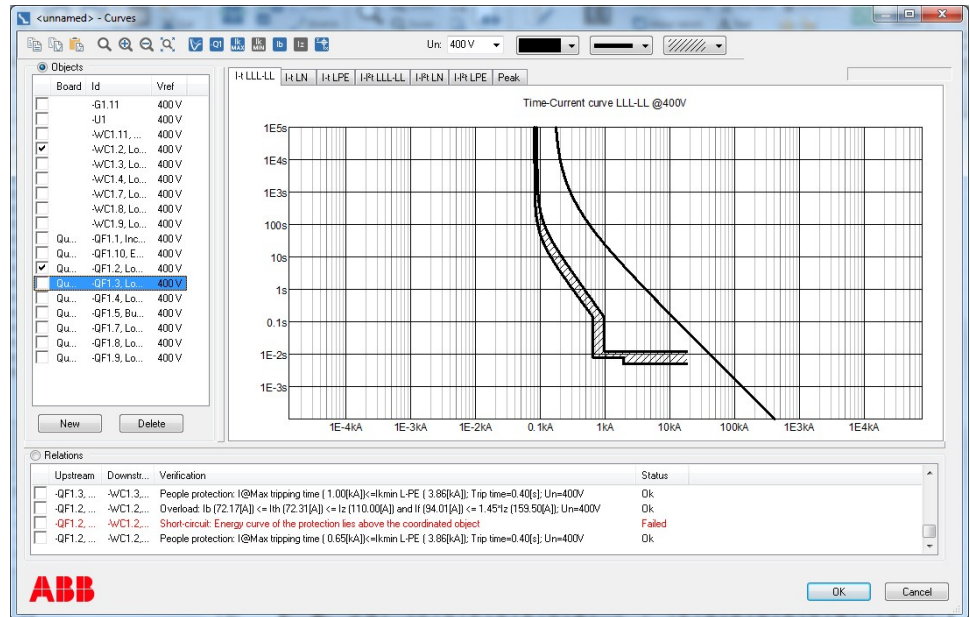 <unnamed> - Curves
Q1 Ik MAX Ik MIN Ib Iz Un: 400 V
Objects
Board Id Vref
-G1.11 400 V
-U1 400 V
-WC1.11, ... 400 V
-WC1.2, Lo... 400 V
-WC1.3, Lo... 400 V
-WC1.4, Lo... 400 V
-WC1.7, Lo... 400 V
-WC1.8, Lo... 400 V
-WC1.9, Lo... 400 V
Qu... -QF1.1, Inc... 400 V
Qu... -QF1.10, E... 400 V
Qu... -QF1.2, Lo... 400 V
Qu... -QF1.3, Lo... 400 V
Qu... -QF1.4, Lo... 400 V
Qu... -QF1.5, Bu... 400 V
Qu... -QF1.7, Lo... 400 V
Qu... -QF1.8, Lo... 400 V
Qu... -QF1.9, Lo... 400 V
New Delete
I-t LLL-LL I-t LN I-t LPE I-I²t LLL-LL I-I²t LN I-I²t LPE Peak
Time-Current curve LLL-LL @400V
1E5s
1E4s
1E3s
100s
10s
1s
0.1s
1E-2s
1E-3s
1E-4kA 1E-3kA 1E-2kA 0.1kA 1kA 10kA 100kA 1E3kA 1E4kA
Relations
Upstream Downstr... Verification Status
-QF1.3, ... -WC1.3,... People protection: I@Max tripping time ( 1.00[kA])<=Ikmin L-PE ( 3.86[kA]); Trip time=0.40[s]; Un=400V Ok
-QF1.2, ... -WC1.2,... Overload: Ib (72.17[A]) <= Ith (72.31[A]) <= Iz (110.00[A]) and If (94.01[A]) <= 1.45*Iz (159.50[A]); Un=400V Ok
-QF1.2, ... -WC1.2,... Short-circuit: Energy curve of the protection lies above the coordinated object Failed
-QF1.2, ... -WC1.2,... People protection: I@Max tripping time ( 0.65[kA])<=Ikmin L-PE ( 3.86[kA]); Trip time=0.40[s]; Un=400V Ok
ABB
OK Cancel